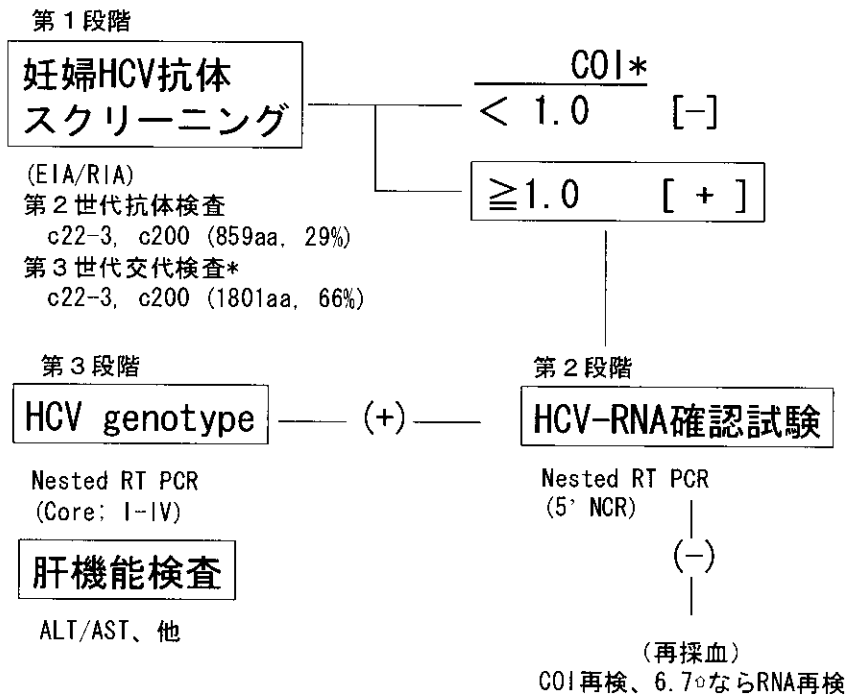 第１段階
妊婦HCV抗体
スクリーニング
COI*
< 1.0 [-]
≧1.0 [ + ]
(EIA/RIA)
第２世代抗体検査
c22-3, c200 (859aa, 29%)
第３世代交代検査*
c22-3, c200 (1801aa, 66%)
第３段階
HCV genotype
(+)
第２段階
HCV-RNA確認試験
Nested RT PCR
(Core; I-IV)
Nested RT PCR
(5' NCR)
(-)
肝機能検査
ALT/AST、他
(再採血)
COI再検、6.7⇧ならRNA再検